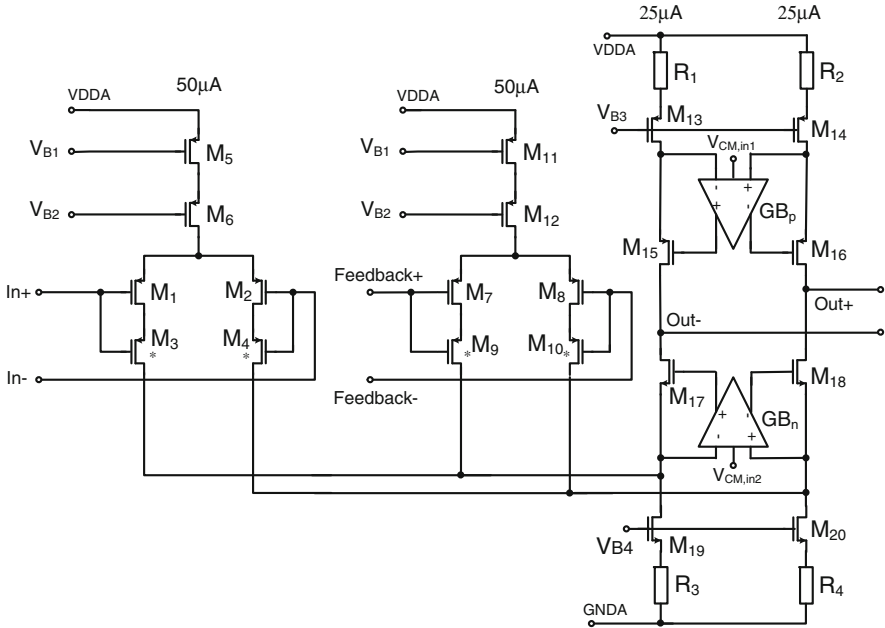 25μA 25μA
VDDA
R1 R2
50μA 50μA
VDDA VDDA
VB3 M13 M14
VB1 M5 VB1 M11
VCM,in1
- + + -
GBp
VB2 M6 VB2 M12
M15 M16
In+ M1 M2 Feedback+ M7 M8
Out- Out+
M3 M4 M9 M10
* * * *
In- Feedback-
M17 M18
GBn
+ - - +
VCM,in2
VB4 M19 M20
R3 R4
GNDA